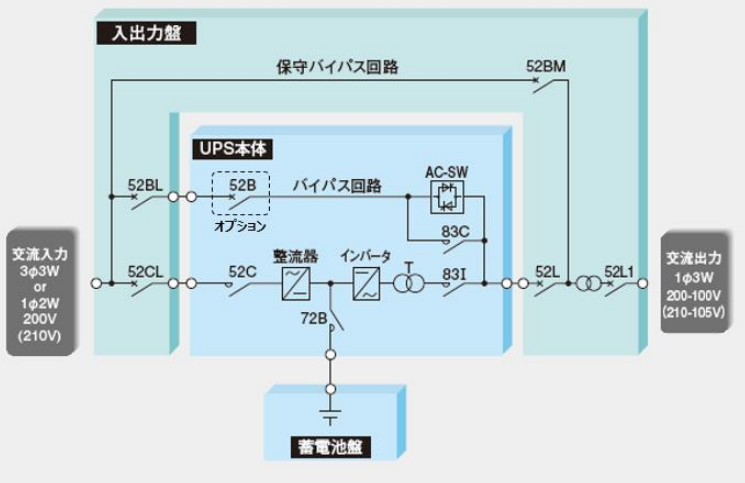 入出力盤
保守バイパス回路
52BM
UPS本体
52BL
52B
バイパス回路
AC-SW
オプション
83C
交流入力
3φ3W
or
1φ2W
200V
(210V)
52CL
52C
整流器
インバータ
T
83I
52L
52L1
交流出力
1φ3W
200-100V
(210-105V)
72B
蓄電池盤